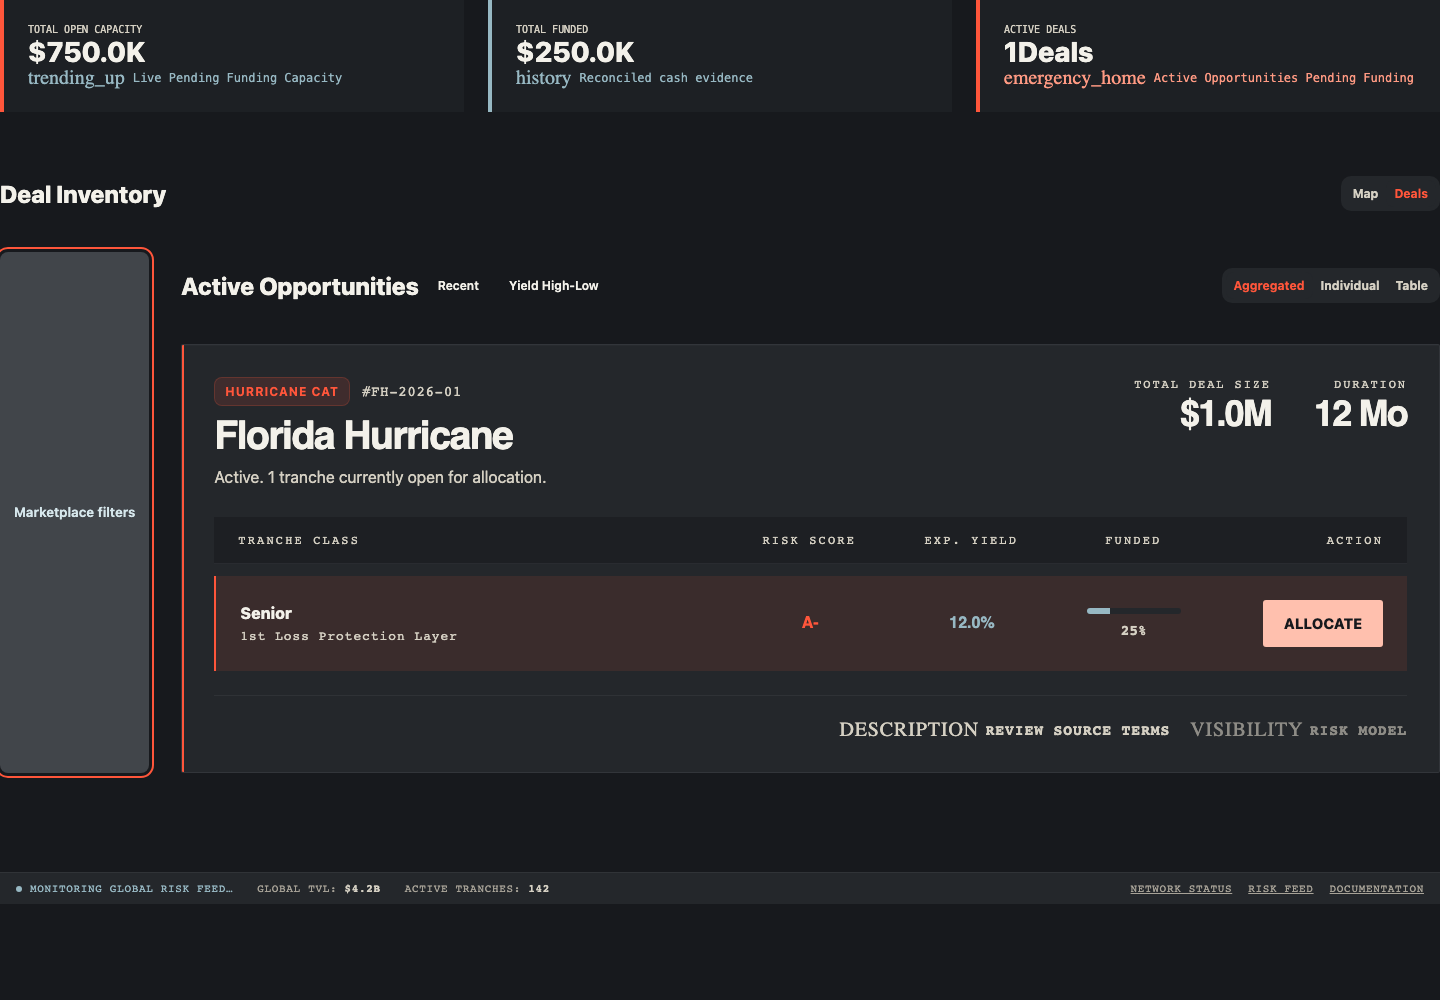 TOTAL OPEN CAPACITY
$750.0K
trending_up Live Pending Funding Capacity
TOTAL FUNDED
$250.0K
history Reconciled cash evidence
ACTIVE DEALS
1Deals
emergency_home Active Opportunities Pending Funding
Deal Inventory
Map Deals
Marketplace filters
Active Opportunities Recent Yield High-Low
Aggregated Individual Table
HURRICANE CAT #FH-2026-01
Florida Hurricane
Active. 1 tranche currently open for allocation.
TOTAL DEAL SIZE
$1.0M
DURATION
12 Mo
TRANCHE CLASS RISK SCORE EXP. YIELD FUNDED ACTION
Senior
1st Loss Protection Layer
A-
12.0%
25%
ALLOCATE
DESCRIPTION REVIEW SOURCE TERMS VISIBILITY RISK MODEL
MONITORING GLOBAL RISK FEED… GLOBAL TVL: $4.2B ACTIVE TRANCHES: 142
NETWORK STATUS RISK FEED DOCUMENTATION